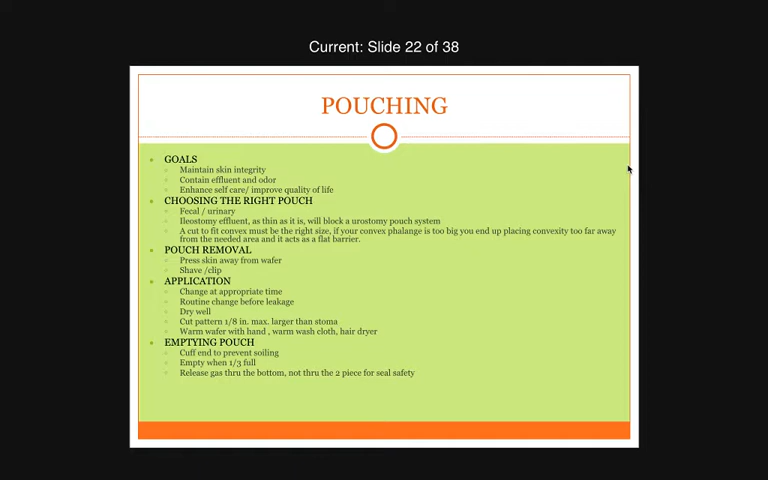 Current: Slide 22 of 38
POUCHING
GOALS
Maintain skin integrity
Contain effluent and odor
Enhance self care/ improve quality of life
CHOOSING THE RIGHT POUCH
Fecal / urinary
Ileostomy effluent, as thin as it is, will block a urostomy pouch system
A cut to fit convex must be the right size, if your convex phalange is too big you end up placing convexity too far away
from the needed area and it acts as a flat barrier.
POUCH REMOVAL
Press skin away from wafer
Shave /clip
APPLICATION
Change at appropriate time
Routine change before leakage
Dry well
Cut pattern 1/8 in. max. larger than stoma
Warm wafer with hand , warm wash cloth, hair dryer
EMPTYING POUCH
Cuff end to prevent soiling
Empty when 1/3 full
Release gas thru the bottom, not thru the 2 piece for seal safety